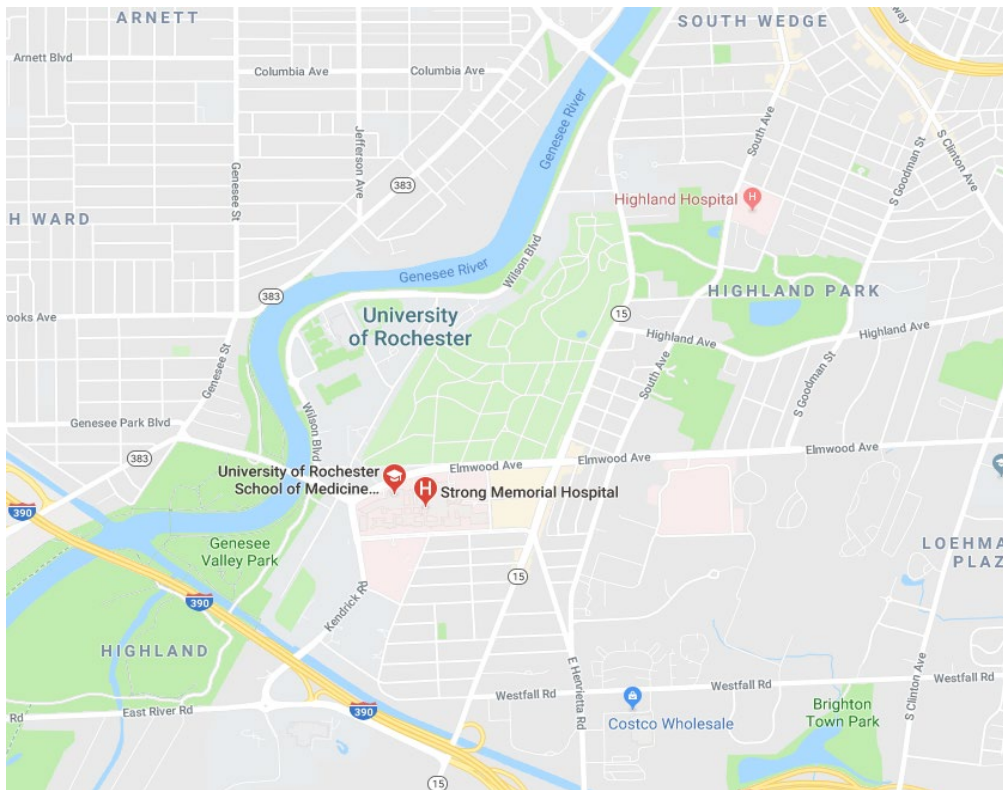 ARNETT
SOUTH WEDGE
way
Arnett Blvd
Columbia Ave
Columbia Ave
Genesee River
Jefferson Ave
South Ave
S Clinton Ave
S Goodman St
Genesee St
383
Highland Hospital
H
H WARD
Genesee River
Wilson Blvd
383
HIGHLAND PARK
University
of Rochester
15
rooks Ave
Highland Ave
Highland Ave
Genesee St
South Ave
S Goodman St
Genesee Park Blvd
Wilson Blvd
383
Elmwood Ave
Elmwood Ave
University of Rochester
School of Medicine...
H
Strong Memorial Hospital
390
Genesee
Valley Park
LOEHMA
PLAZ
15
390
Kendrick Rd
HIGHLAND
E Henrietta Rd
S Clinton Ave
Westfall Rd
Westfall Rd
Westfall Rd
Rd
East River Rd
390
Costco Wholesale
Brighton
Town Park
15